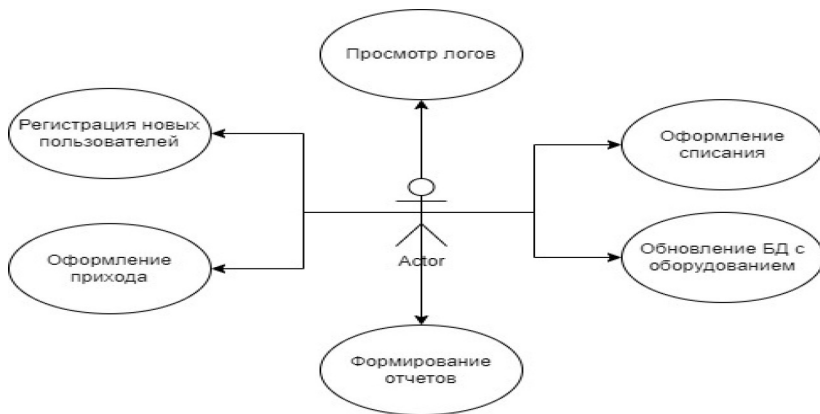 Просмотр логов
Регистрация новых
пользователей
Оформление
списания
Оформление
прихода
Actor
Обновление БД с
оборудованием
Формирование
отчетов